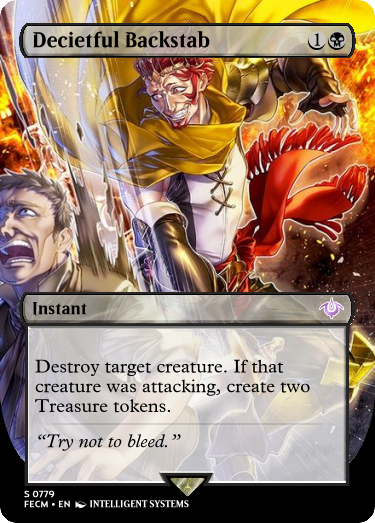 Decietful Backstab 1
Instant
Destroy target creature. If that
creature was attacking, create two
Treasure tokens.
“Try not to bleed.”
S 0779
FECM • EN INTELLIGENT SYSTEMS